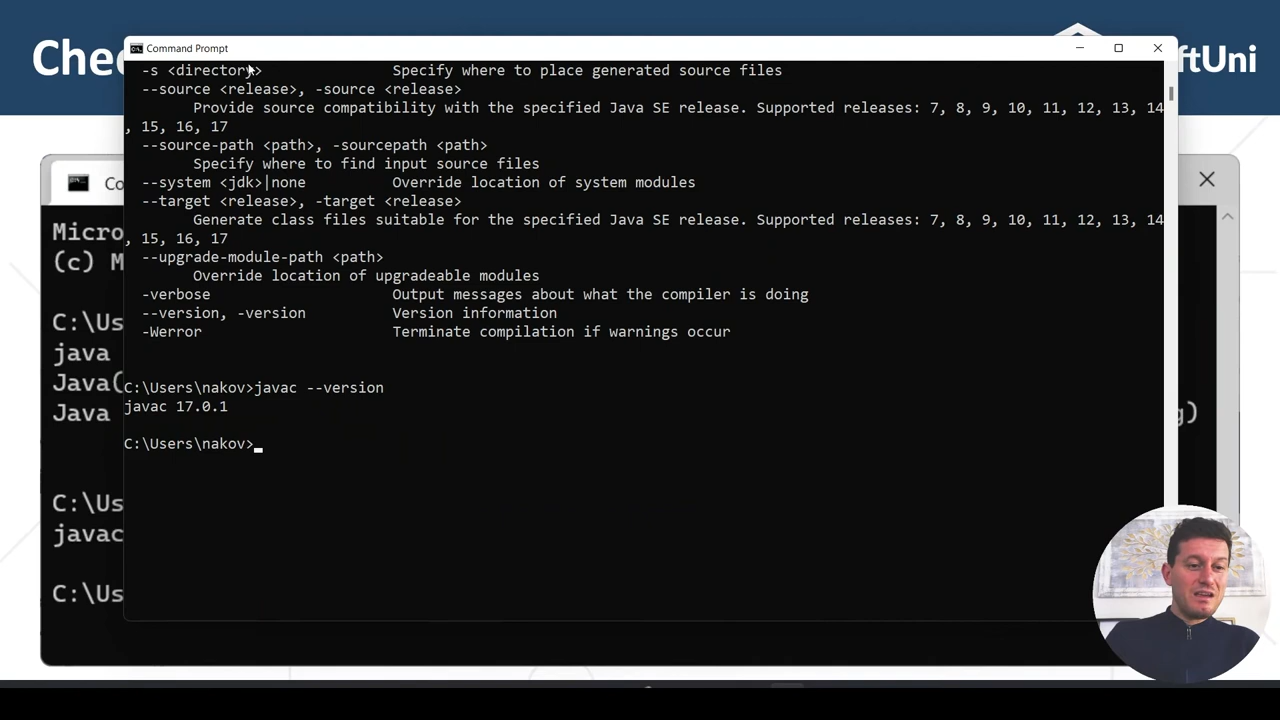 Chec
ftUni
Command Prompt
-s <directory> Specify where to place generated source files
--source <release>, -source <release>
Provide source compatibility with the specified Java SE release. Supported releases: 7, 8, 9, 10, 11, 12, 13, 14
, 15, 16, 17
--source-path <path>, -sourcepath <path>
Specify where to find input source files
--system <jdk>|none Override location of system modules
--target <release>, -target <release>
Generate class files suitable for the specified Java SE release. Supported releases: 7, 8, 9, 10, 11, 12, 13, 14
, 15, 16, 17
--upgrade-module-path <path>
Override location of upgradeable modules
-verbose Output messages about what the compiler is doing
--version, -version Version information
-Werror Terminate compilation if warnings occur
C:\Users\nakov>javac --version
javac 17.0.1
C:\Users\nakov>
Co
Micro
(c) M
C:\Us
java
Java(
Java
g)
C:\Us
javac
C:\Us